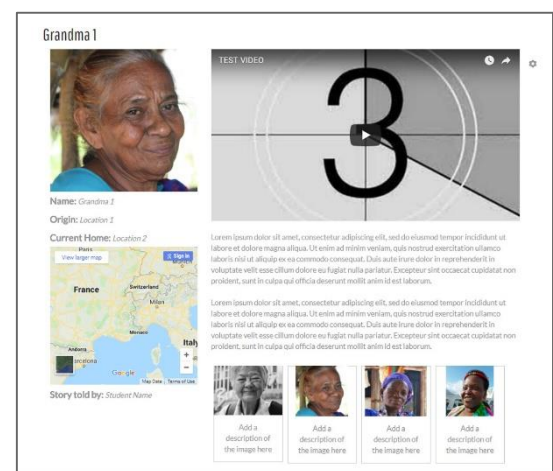 Grandma 1
Name: Grandma 1
Origin: Location 1
Current Home: Location 2
View larger map
Sign in
Paris
France
Switzerland
Milan
Monaco
Italy
Andorra
Barcelona
Google
Map Data | Terms of Use
Story told by: Student Name
TEST VIDEO
3
Lorem ipsum dolor sit amet, consectetur adipiscing elit, sed do eiusmod tempor incididunt ut
labore et dolore magna aliqua. Ut enim ad minim veniam, quis nostrud exercitation ullamco
laboris nisi ut aliquip ex ea commodo consequat. Duis aute irure dolor in reprehenderit in
voluptate velit esse cillum dolore eu fugiat nulla pariatur. Excepteur sint occaecat cupidatat non
proident, sunt in culpa qui officia deserunt mollit anim id est laborum.
Lorem ipsum dolor sit amet, consectetur adipiscing elit, sed do eiusmod tempor incididunt ut
labore et dolore magna aliqua. Ut enim ad minim veniam, quis nostrud exercitation ullamco
laboris nisi ut aliquip ex ea commodo consequat. Duis aute irure dolor in reprehenderit in
voluptate velit esse cillum dolore eu fugiat nulla pariatur. Excepteur sint occaecat cupidatat non
proident, sunt in culpa qui officia deserunt mollit anim id est laborum.
Add a
description of
the image here
Add a
description of
the image here
Add a
description of
the image here
Add a
description of
the image here